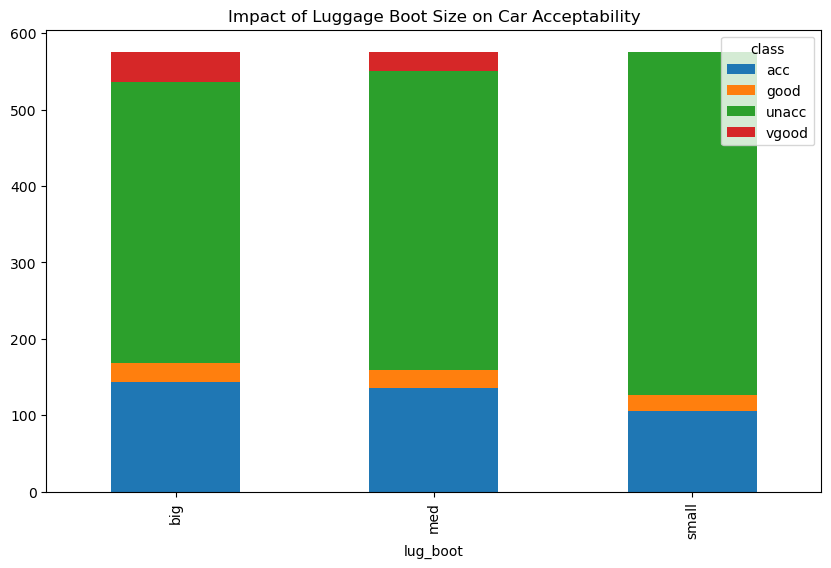 Impact of Luggage Boot Size on Car Acceptability
600
500
400
300
200
100
0
class
acc
good
unacc
vgood
big
med
small
lug_boot